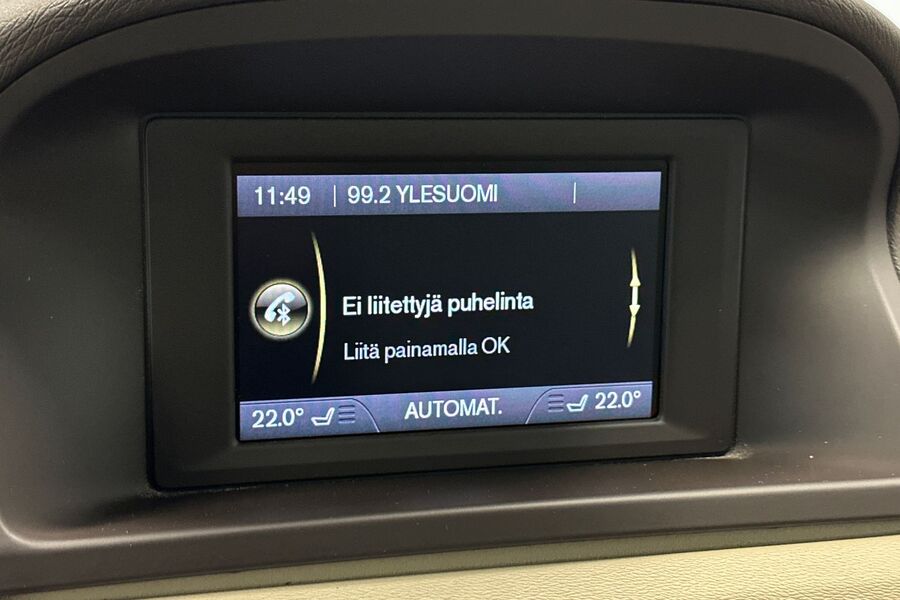 11:49 | 99.2 YLESUOMI |
Ei liitettyjä puhelinta
Liitä painamalla OK
22.0° AUTOMAT. 22.0°